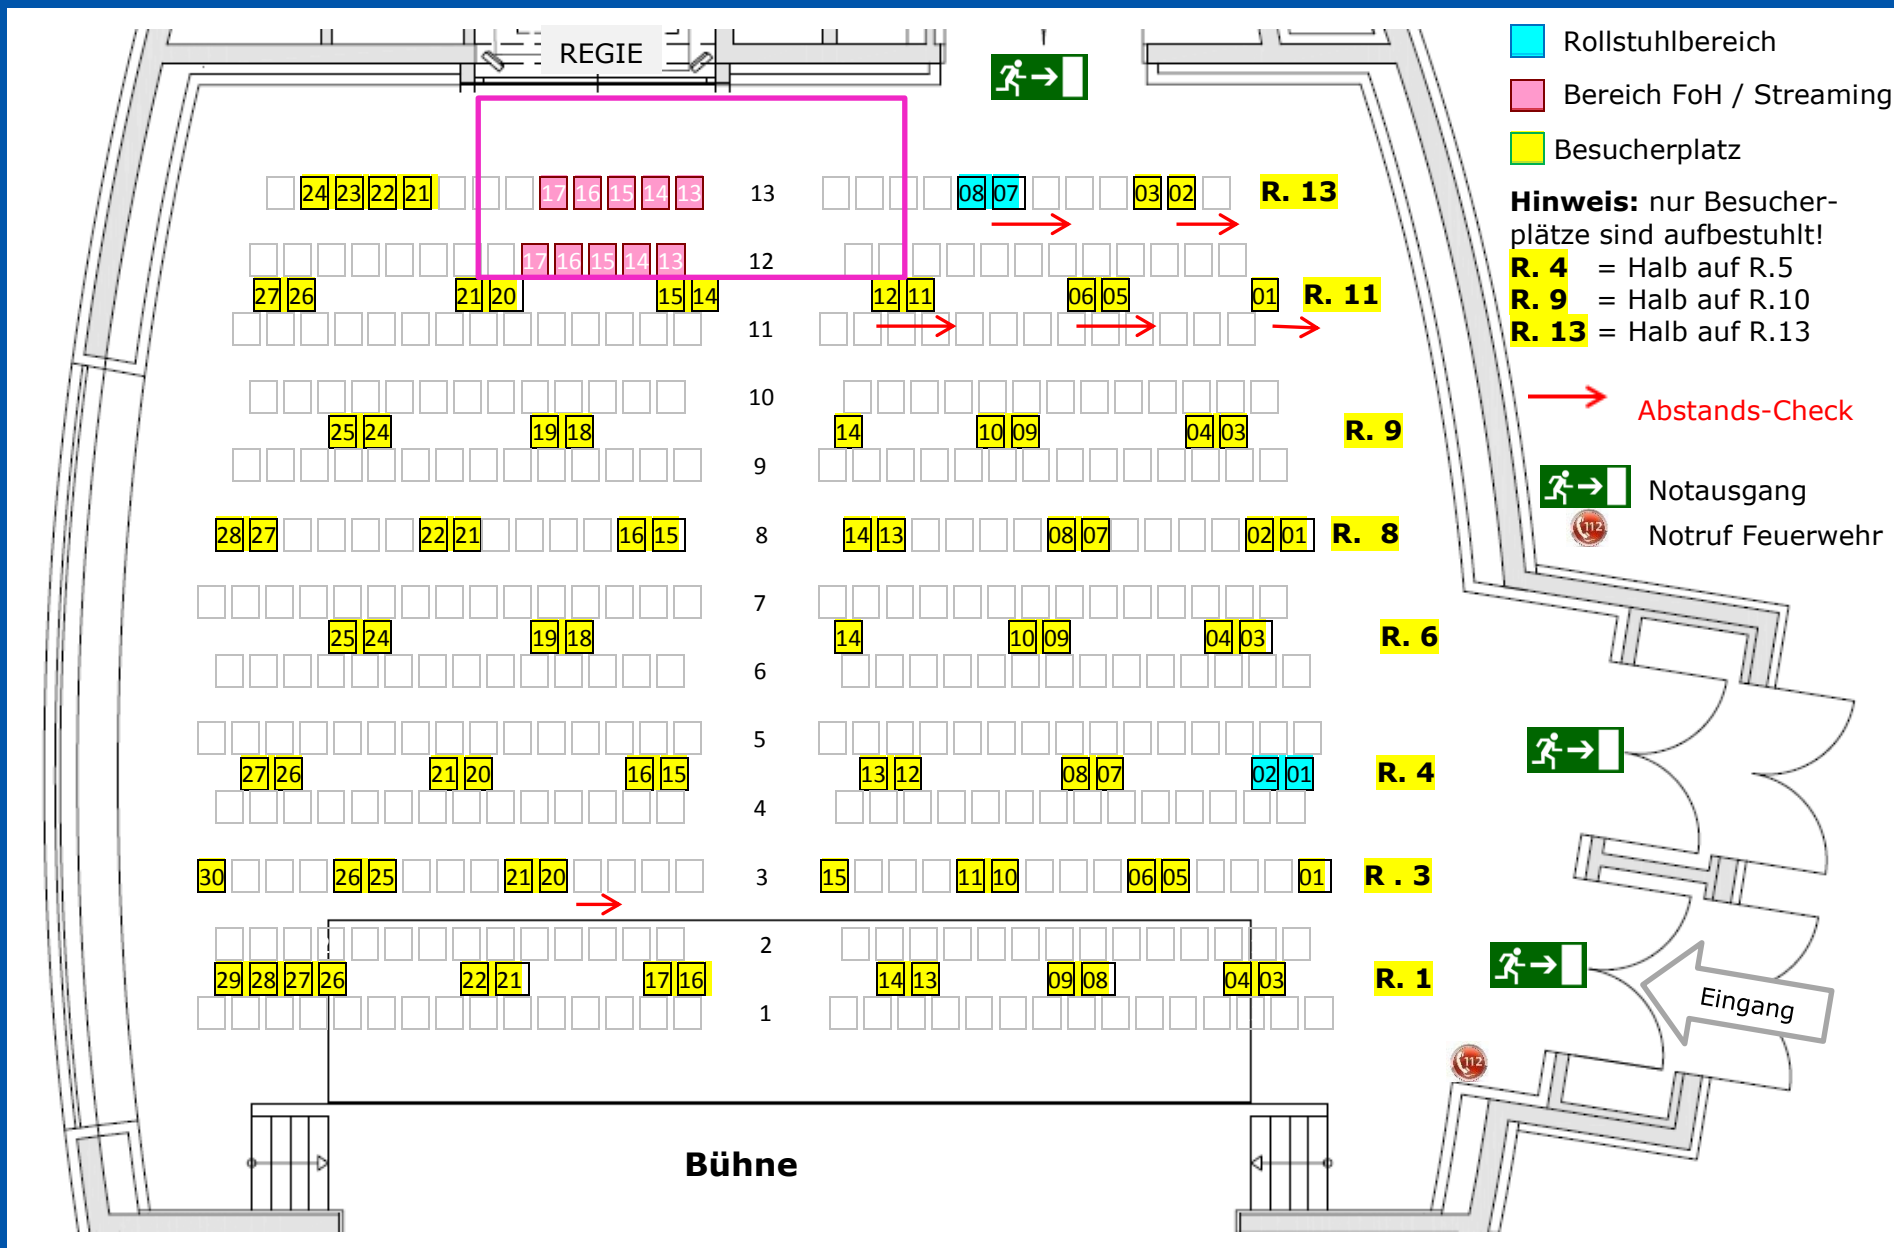 REGIE
Rollstuhlbereich
Bereich FoH / Streaming
Besucherplatz
Hinweis: nur Besucher-
plätze sind aufbestuhlt!
R. 4 = Halb auf R.5
R. 9 = Halb auf R.10
R. 13 = Halb auf R.13
Abstands-Check
Notausgang
112 Notruf Feuerwehr
24 23 22 21 17 16 15 14 13 13 08 07 03 02 R. 13
17 16 15 14 13 12
27 26 21 20 15 14 12 11 06 05 01 R. 11
11
10
25 24 19 18 14 10 09 04 03 R. 9
9
28 27 22 21 16 15 8 14 13 08 07 02 01 R. 8
7
25 24 19 18 14 10 09 04 03 R. 6
6
5
27 26 21 20 16 15 13 12 08 07 02 01 R. 4
4
30 26 25 21 20 3 15 11 10 06 05 01 R . 3
2
29 28 27 26 22 21 17 16 14 13 09 08 04 03 R. 1
1
Eingang
112
Bühne